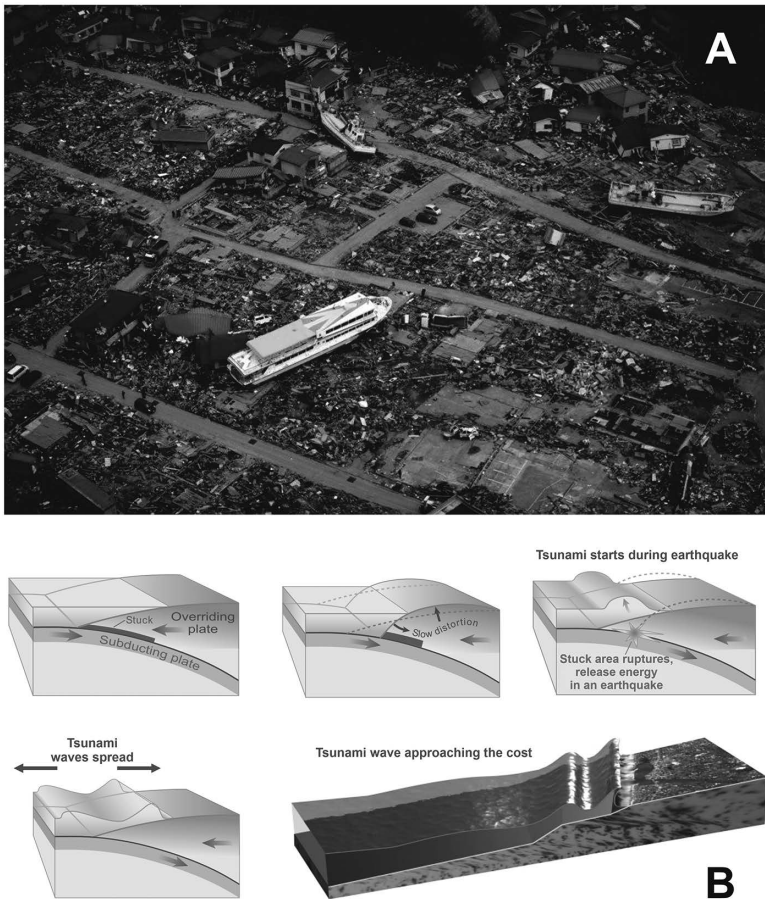 A
Tsunami starts during earthquake
Stuck
Overriding
plate
Subducting plate
Slow distortion
Stuck area ruptures,
release energy
in an earthquake
Tsunami
waves spread
Tsunami wave approaching the cost
B